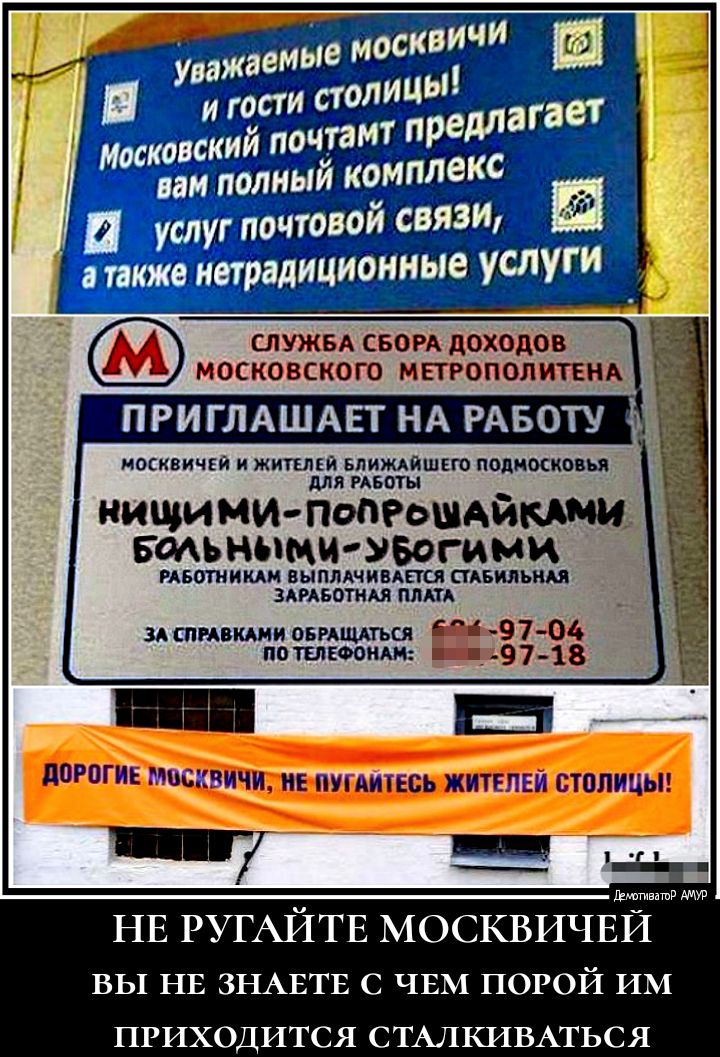 Уважаемые москвичи
и гости столицы!
Московский почтамт предлагает
вам полный комплекс
услуг почтовой связи,
а также нетрадиционные услуги
М
СЛУЖБА СБОРА ДОХОДОВ
МОСКОВСКОГО МЕТРОПОЛИТЕНА
ПРИГЛАШАЕТ НА РАБОТУ
МОСКВИЧЕЙ И ЖИТЕЛЕЙ БЛИЖАЙШЕГО ПОДМОСКОВЬЯ
ДЛЯ РАБОТЫ
НИЩИМИ-ПОПРОШАЙКАМИ
БОЛЬНЫМИ-УБОГИМИ
РАБОТНИКАМ ВЫПЛАЧИВАЕТСЯ СТАБИЛЬНАЯ
ЗАРАБОТНАЯ ПЛАТА
ЗА СПРАВКАМИ ОБРАЩАТЬСЯ -97-04
ПО ТЕЛЕФОНАМ: -97-18
ДОРОГИЕ МОСКВИЧИ, НЕ ПУГАЙТЕСЬ ЖИТЕЛЕЙ СТОЛИЦЫ!
ДемотиватоР АМУР
НЕ РУГАЙТЕ МОСКВИЧЕЙ
ВЫ НЕ ЗНАЕТЕ С ЧЕМ ПОРОЙ ИМ
ПРИХОДИТСЯ СТАЛКИВАТЬСЯ